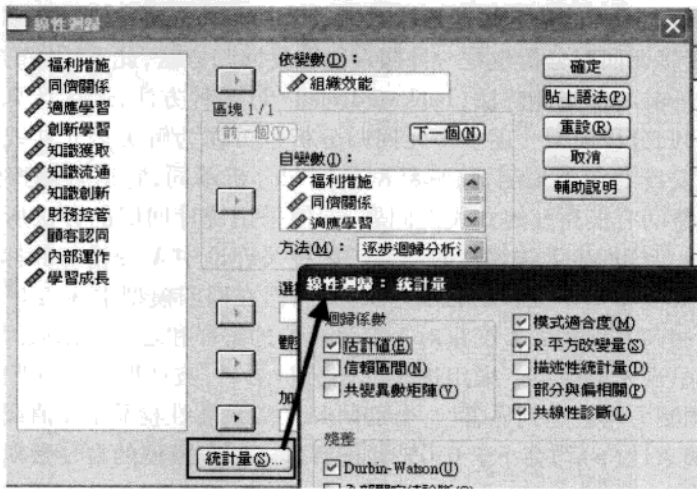 線性迴歸
福利措施
同儕關係
適應學習
創新學習
知識獲取
知識流通
知識創新
財務控管
顧客認同
內部運作
學習成長
依變數(D)：
組織效能
區塊 1 / 1
前一個(V)
下一個(N)
自變數(I)：
福利措施
同儕關係
適應學習
方法(M)：
逐步迴歸分析
選
觀
加
統計量(S)...
確定
貼上語法(P)
重設(R)
取消
輔助說明
線性迴歸：統計量
迴歸係數
估計值(E)
信賴區間(N)
共變異數矩陣(V)
模式適合度(M)
R 平方改變量(S)
描述性統計量(D)
部分與偏相關(P)
共線性診斷(L)
殘差
Durbin-Watson(U)